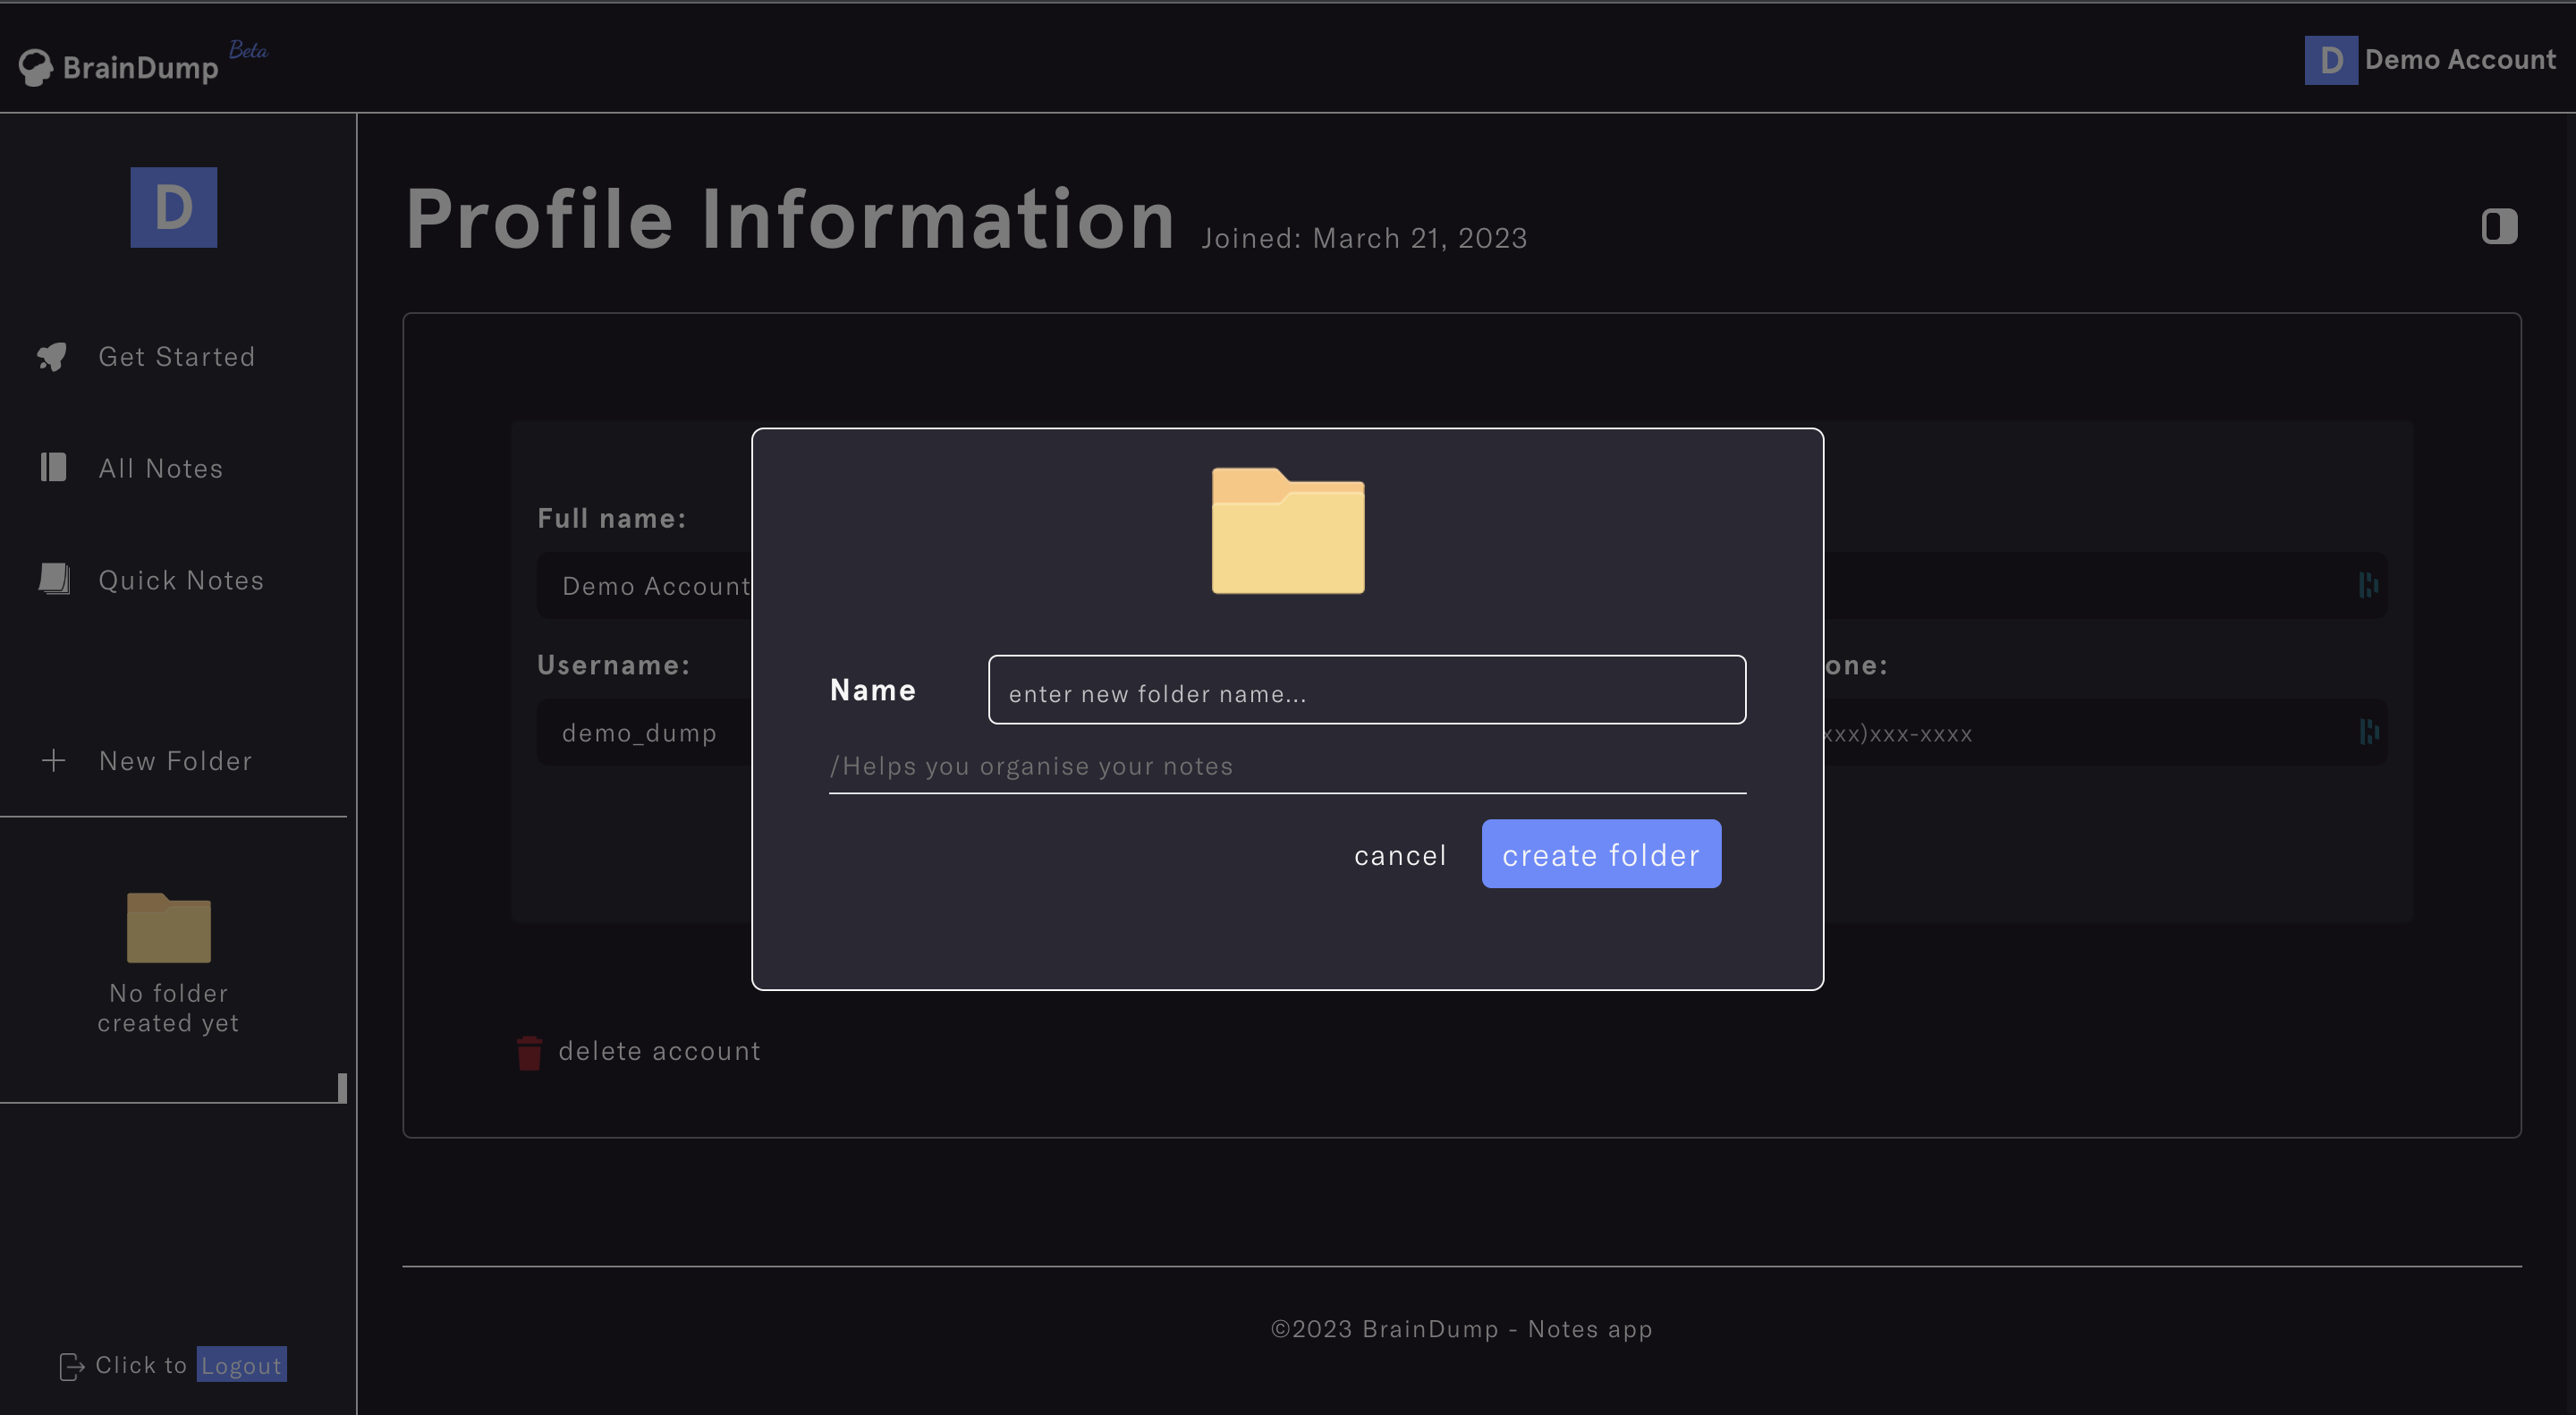 BrainDump Beta
D Demo Account
D
Get Started
All Notes
Quick Notes
New Folder
No folder
created yet
Click to Logout
Profile Information Joined: March 21, 2023
Full name:
Demo Account
Username:
demo_dump
one:
xxx)xxx-xxxx
Name
enter new folder name...
/Helps you organise your notes
cancel
create folder
delete account
©2023 BrainDump - Notes app